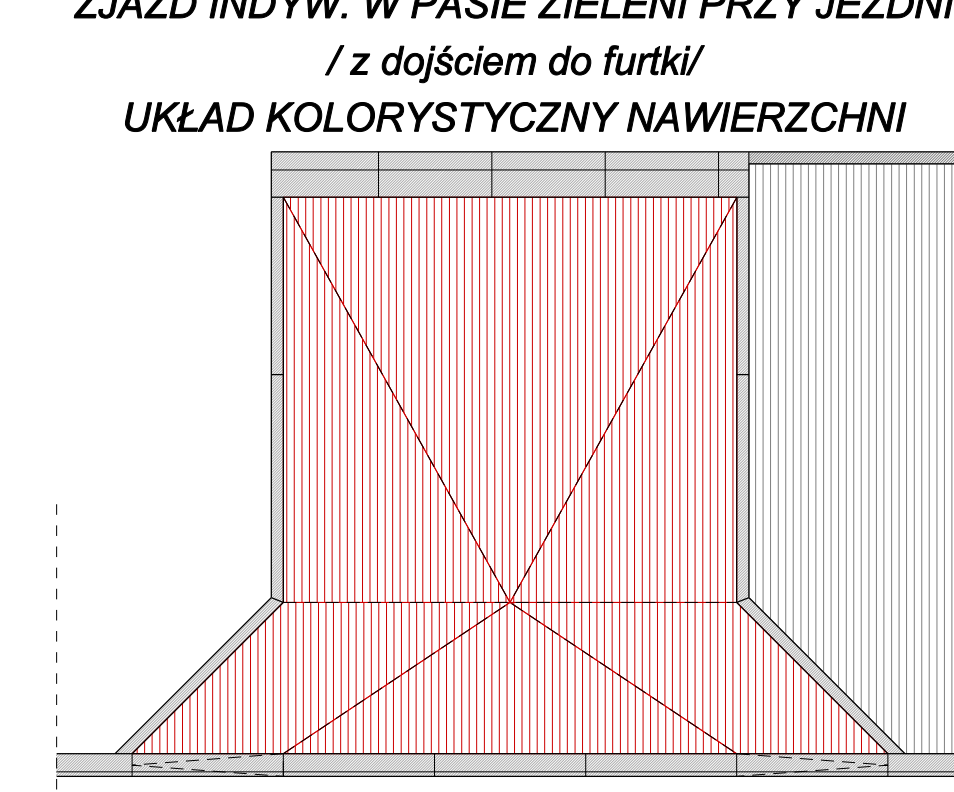 ZJAZD INDYW. W PASIE ZIELENI PRZY JEZDNI
/ z dojściem do furtki/
UKŁAD KOLORYSTYCZNY NAWIERZCHNI